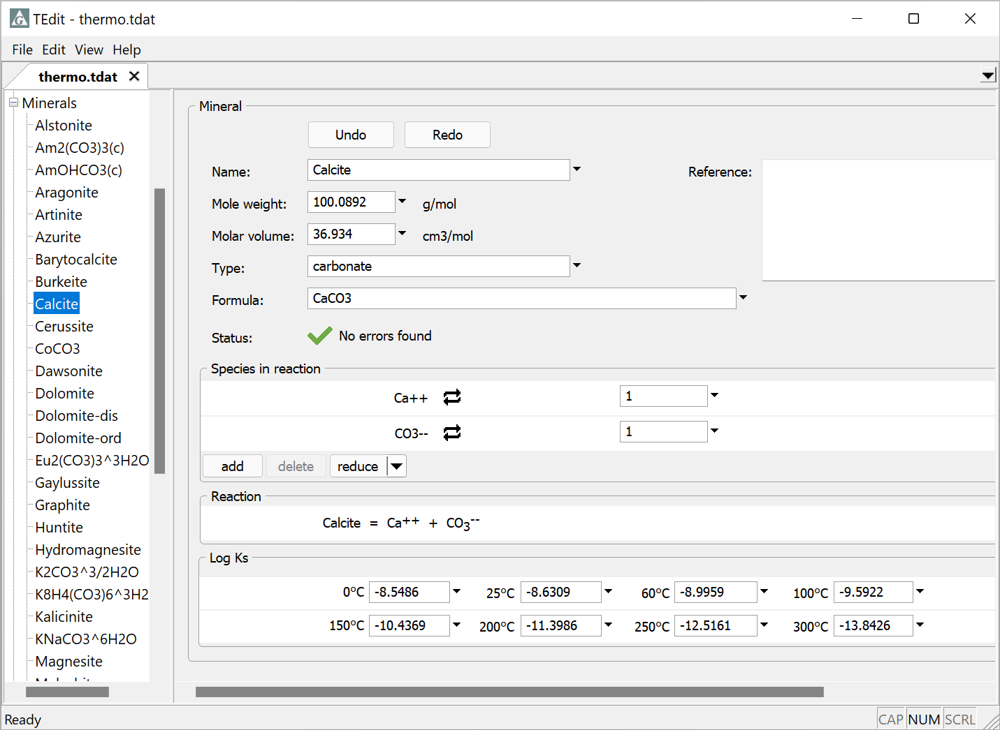 TEdit - thermo.tdat
File Edit View Help
thermo.tdat
Minerals
Alstonite
Am2(CO3)3(c)
AmOHCO3(c)
Aragonite
Artinite
Azurite
Barytocalcite
Burkeite
Calcite
Cerussite
CoCO3
Dawsonite
Dolomite
Dolomite-dis
Dolomite-ord
Eu2(CO3)3^3H2O
Gaylussite
Graphite
Huntite
Hydromagnesite
K2CO3^3/2H2O
K8H4(CO3)6^3H2
Kalicinite
KNaCO3^6H2O
Magnesite
Mineral
Undo Redo
Name: Calcite Reference:
Mole weight: 100.0892 g/mol
Molar volume: 36.934 cm3/mol
Type: carbonate
Formula: CaCO3
Status: No errors found
Species in reaction
Ca++ 1
CO3-- 1
add delete reduce
Reaction
Calcite = Ca++ + CO3--
Log Ks
0°C -8.5486 25°C -8.6309 60°C -8.9959 100°C -9.5922
150°C -10.4369 200°C -11.3986 250°C -12.5161 300°C -13.8426
Ready CAP NUM SCRL